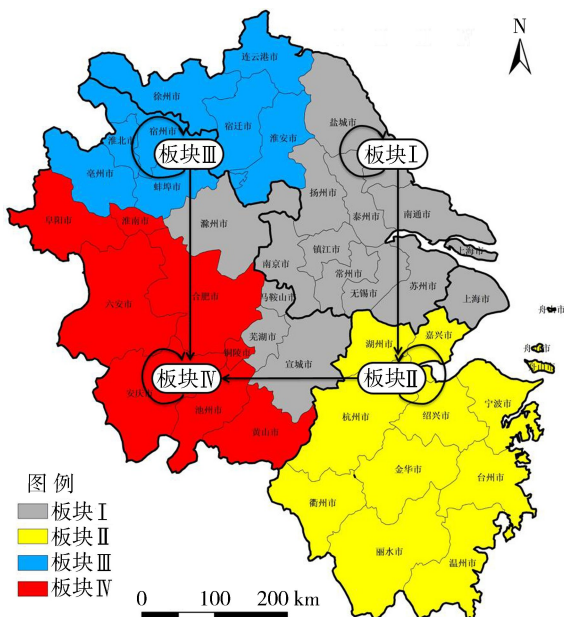 连云港市
N
徐州市
盐城市
宿州市
宿迁市
淮北市
淮安市
板块Ⅲ
板块Ⅰ
亳州市
蚌埠市
扬州市
阜阳市
淮南市
滁州市
泰州市
南通市
镇江市
上海市
南京市
常州市
六安市
合肥市
马鞍山市
无锡市
苏州市
上海市
芜湖市
嘉兴市
湖州市
铜陵市
宣城市
板块Ⅳ
板块Ⅱ
安庆市
池州市
杭州市
绍兴市
宁波市
黄山市
金华市
台州市
图例
衢州市
板块Ⅰ
板块Ⅱ
丽水市
板块Ⅲ
温州市
板块Ⅳ
0 100 200 km